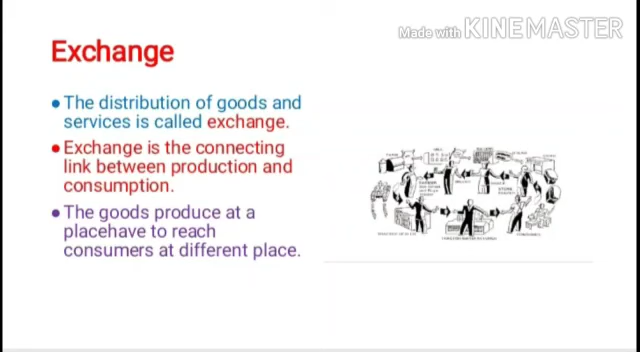 Made with KINEMASTER
Exchange
• The distribution of goods and
services is called exchange.
• Exchange is the connecting
link between production and
consumption.
• The goods produce at a
placehave to reach
consumers at different place.